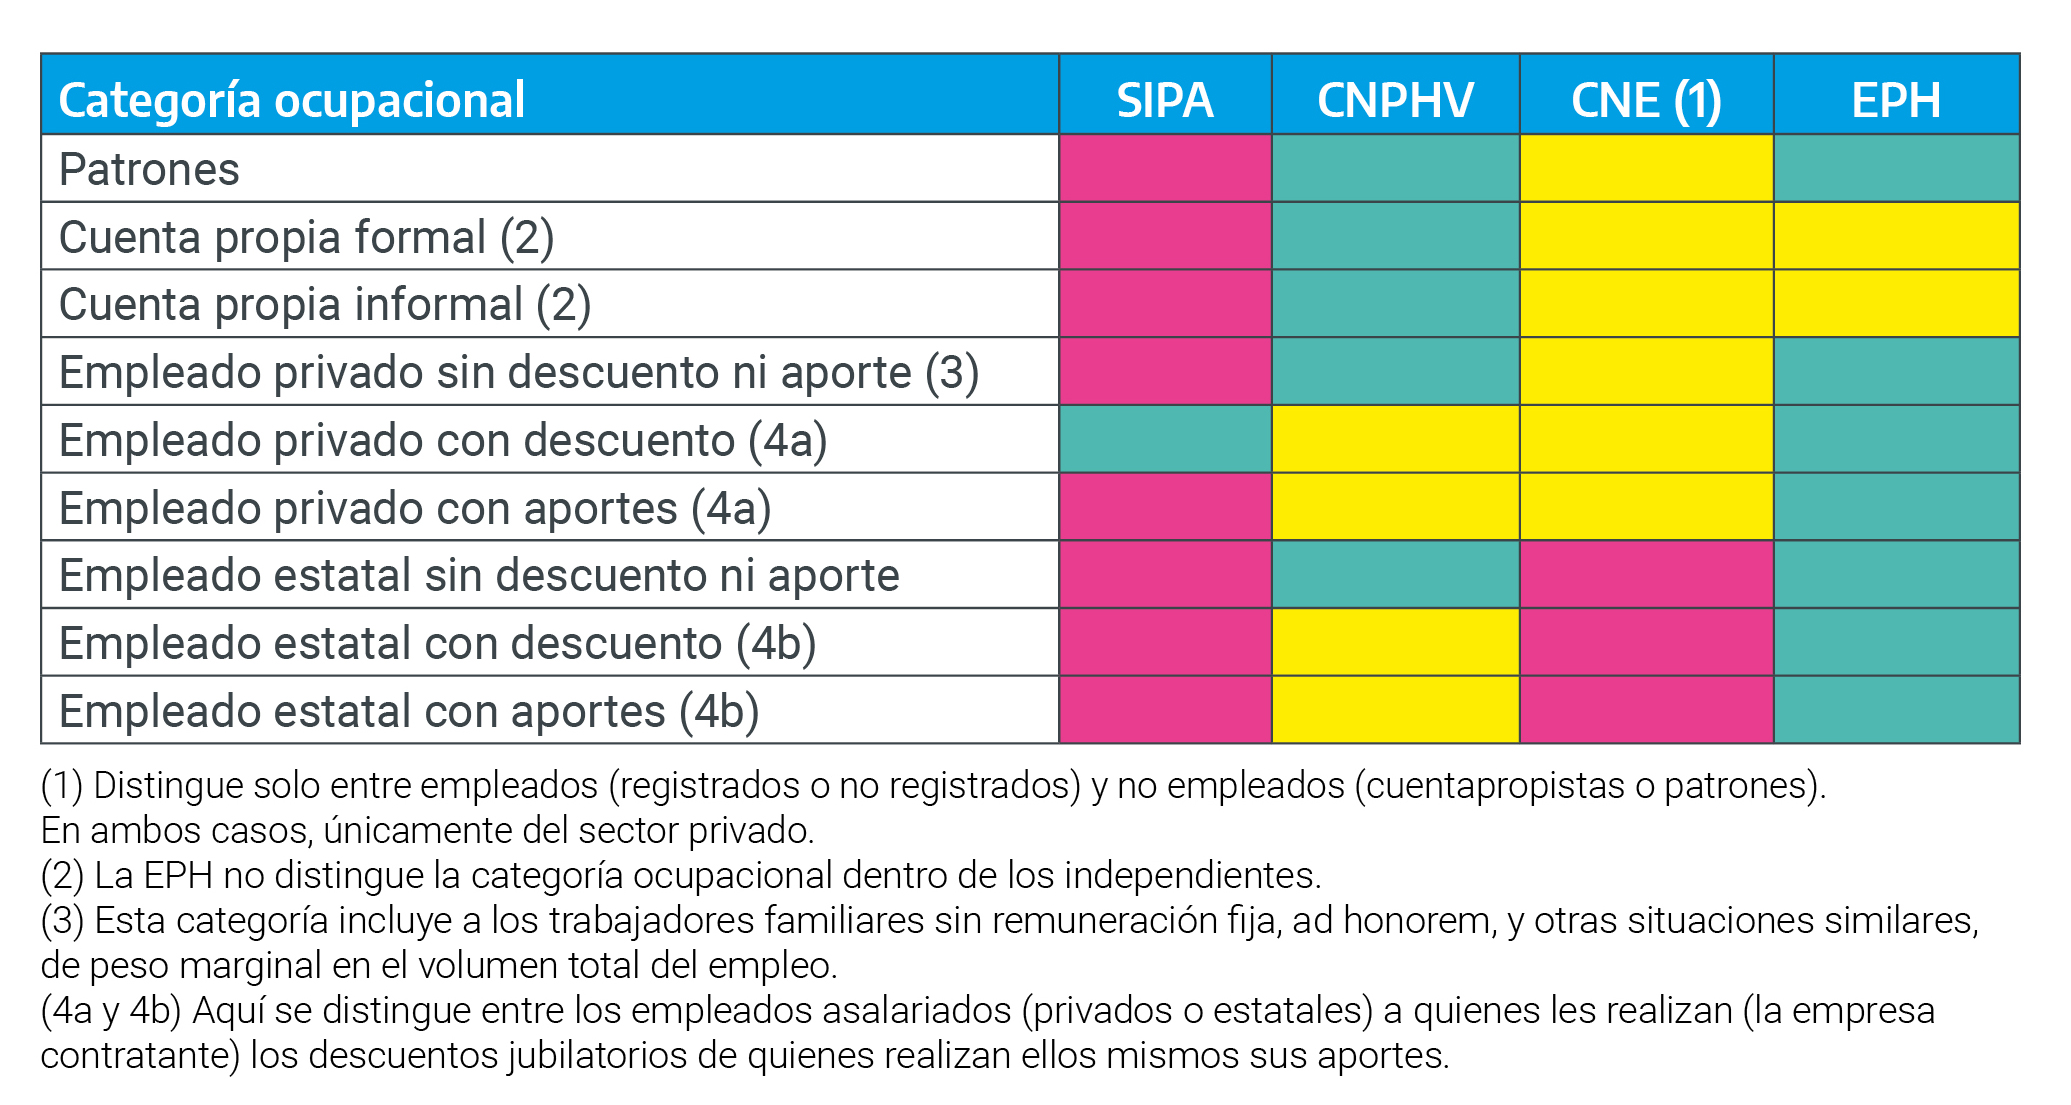 Categoría ocupacional SIPA CNPHV CNE (1) EPH
Patrones
Cuenta propia formal (2)
Cuenta propia informal (2)
Empleado privado sin descuento ni aporte (3)
Empleado privado con descuento (4a)
Empleado privado con aportes (4a)
Empleado estatal sin descuento ni aporte
Empleado estatal con descuento (4b)
Empleado estatal con aportes (4b)
(1) Distingue solo entre empleados (registrados o no registrados) y no empleados (cuentapropistas o patrones).
En ambos casos, únicamente del sector privado.
(2) La EPH no distingue la categoría ocupacional dentro de los independientes.
(3) Esta categoría incluye a los trabajadores familiares sin remuneración fija, ad honorem, y otras situaciones similares,
de peso marginal en el volumen total del empleo.
(4a y 4b) Aquí se distingue entre los empleados asalariados (privados o estatales) a quienes les realizan (la empresa
contratante) los descuentos jubilatorios de quienes realizan ellos mismos sus aportes.